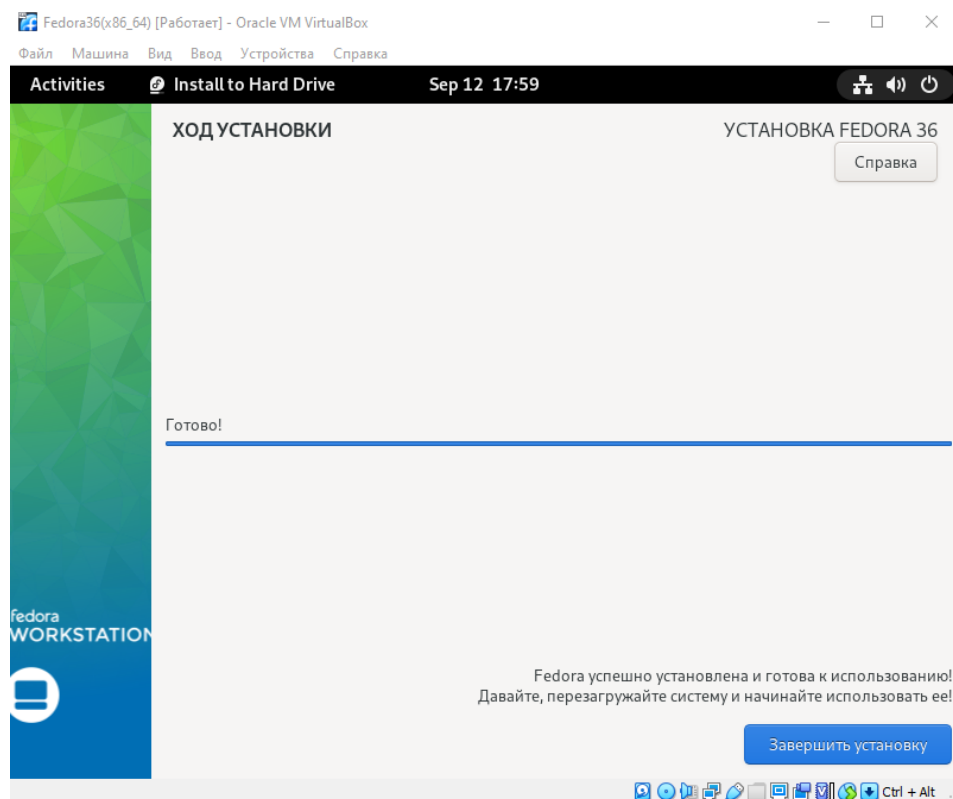 Fedora36(x86_64) [Работает] - Oracle VM VirtualBox
Файл Машина Вид Ввод Устройства Справка
Activities Install to Hard Drive Sep 12 17:59
ХОД УСТАНОВКИ УСТАНОВКА FEDORA 36
Справка
Готово!
fedora
WORKSTATION
Fedora успешно установлена и готова к использованию!
Давайте, перезагружайте систему и начинайте использовать ее!
Завершить установку
Ctrl + Alt